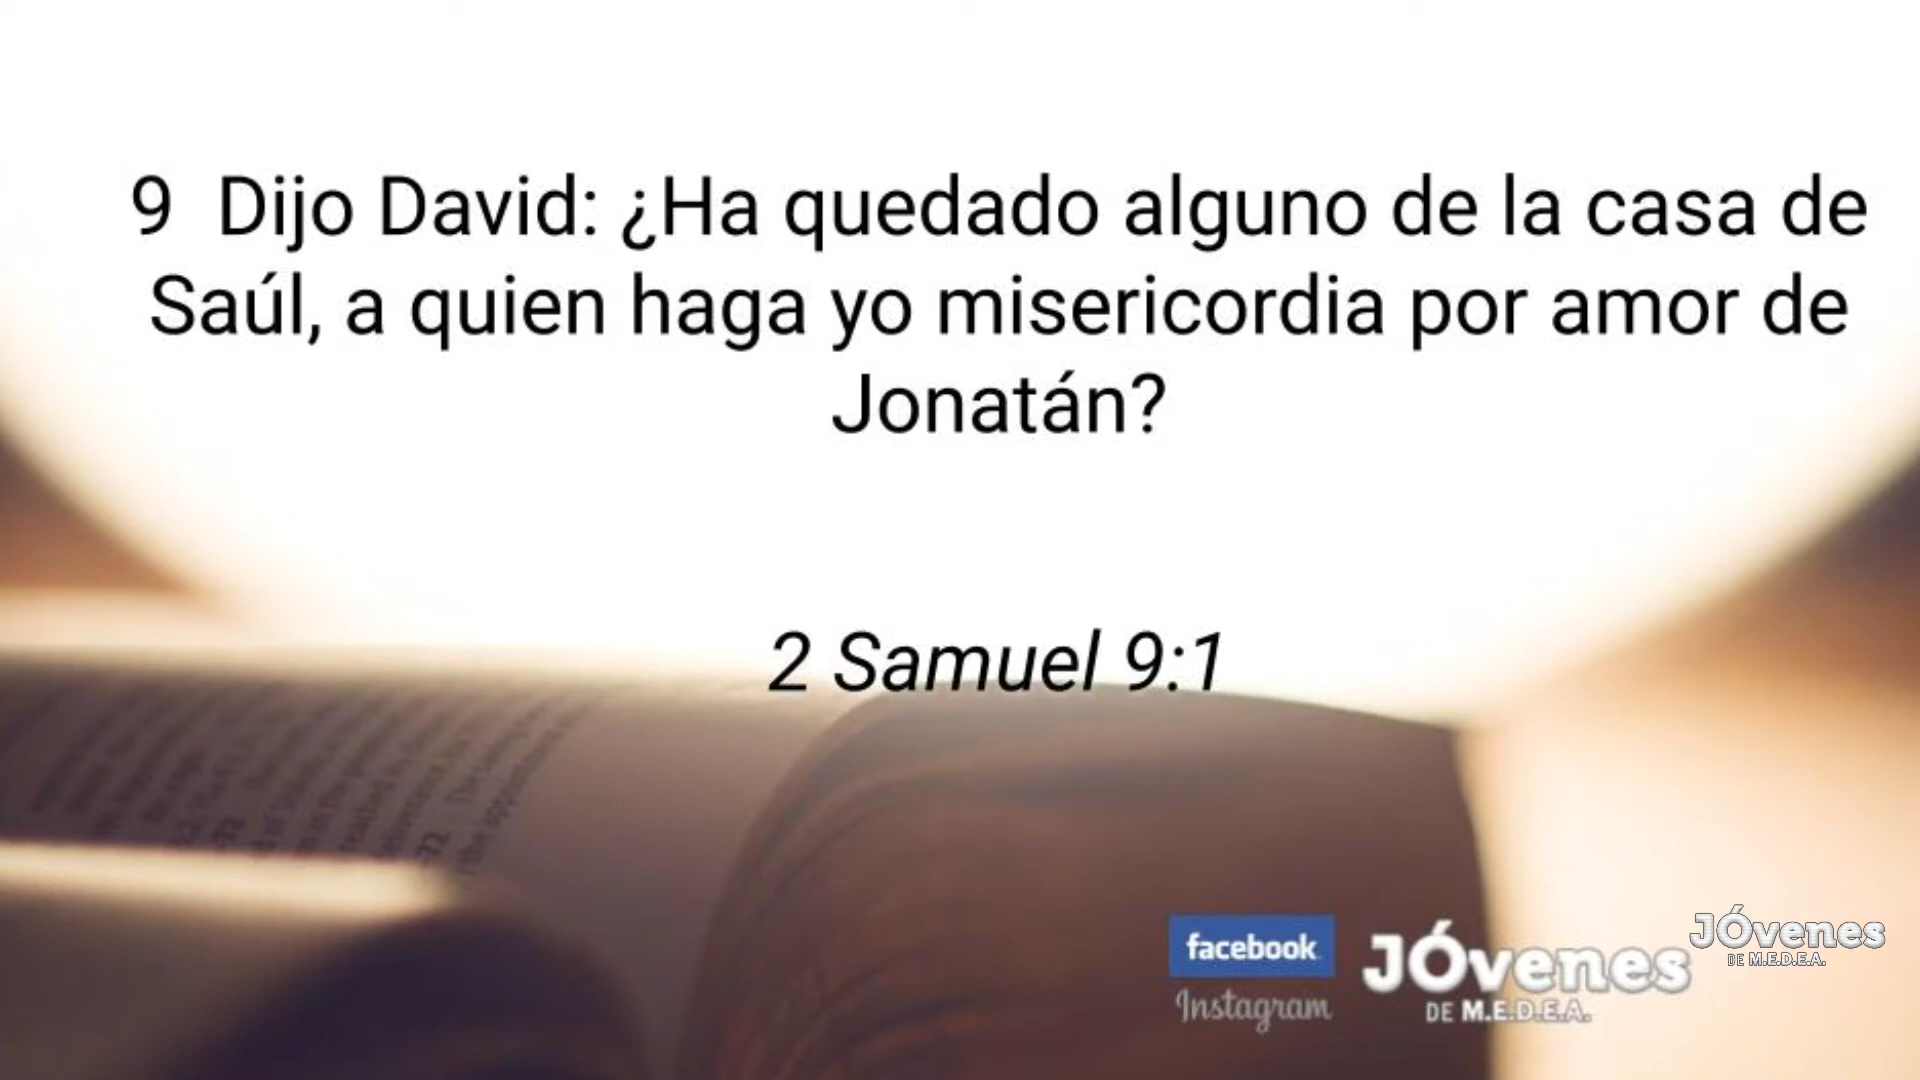 9 Dijo David: ¿Ha quedado alguno de la casa de
Saúl, a quien haga yo misericordia por amor de
Jonatán?
2 Samuel 9:1
facebook
Instagram
JÓvenes
DE M.E.D.E.A.
JÓvenes
DE M.E.D.E.A.